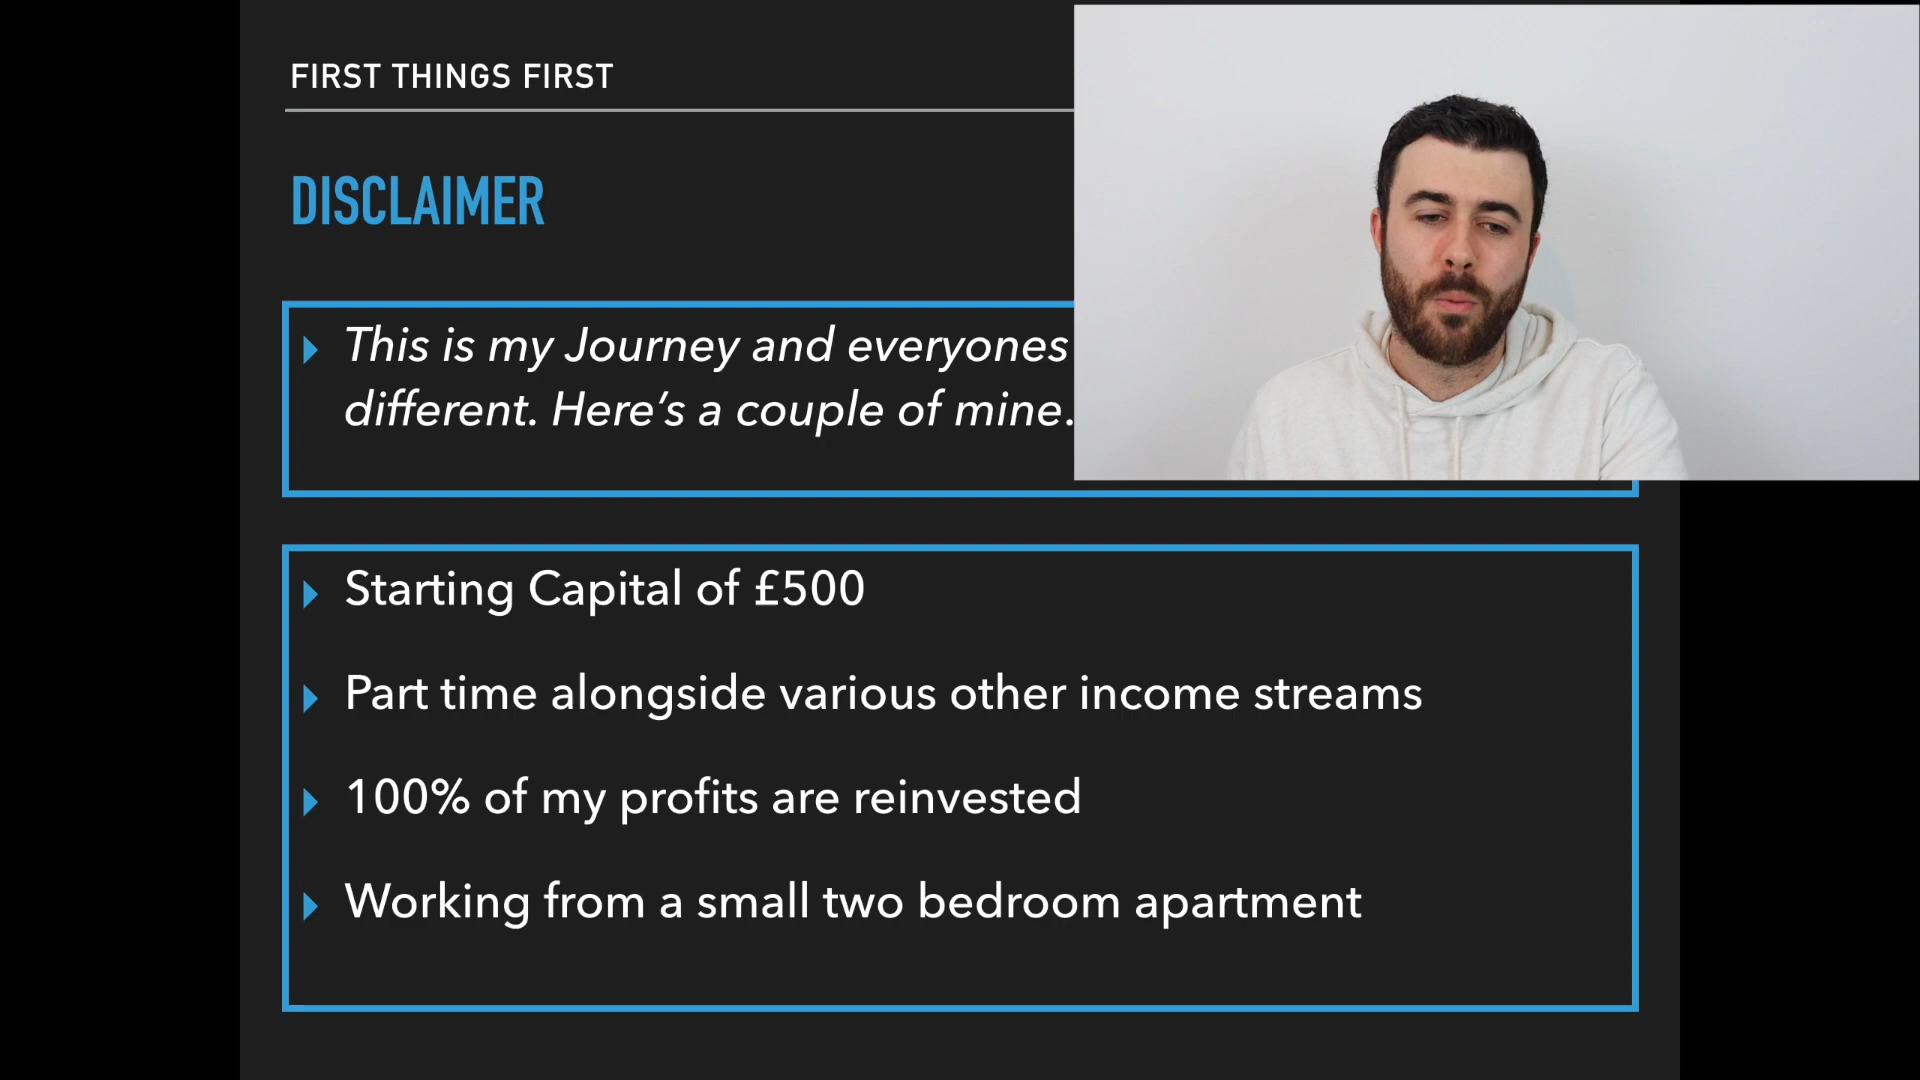 FIRST THINGS FIRST
DISCLAIMER
This is my Journey and everyones
different. Here’s a couple of mine.
Starting Capital of £500
Part time alongside various other income streams
100% of my profits are reinvested
Working from a small two bedroom apartment